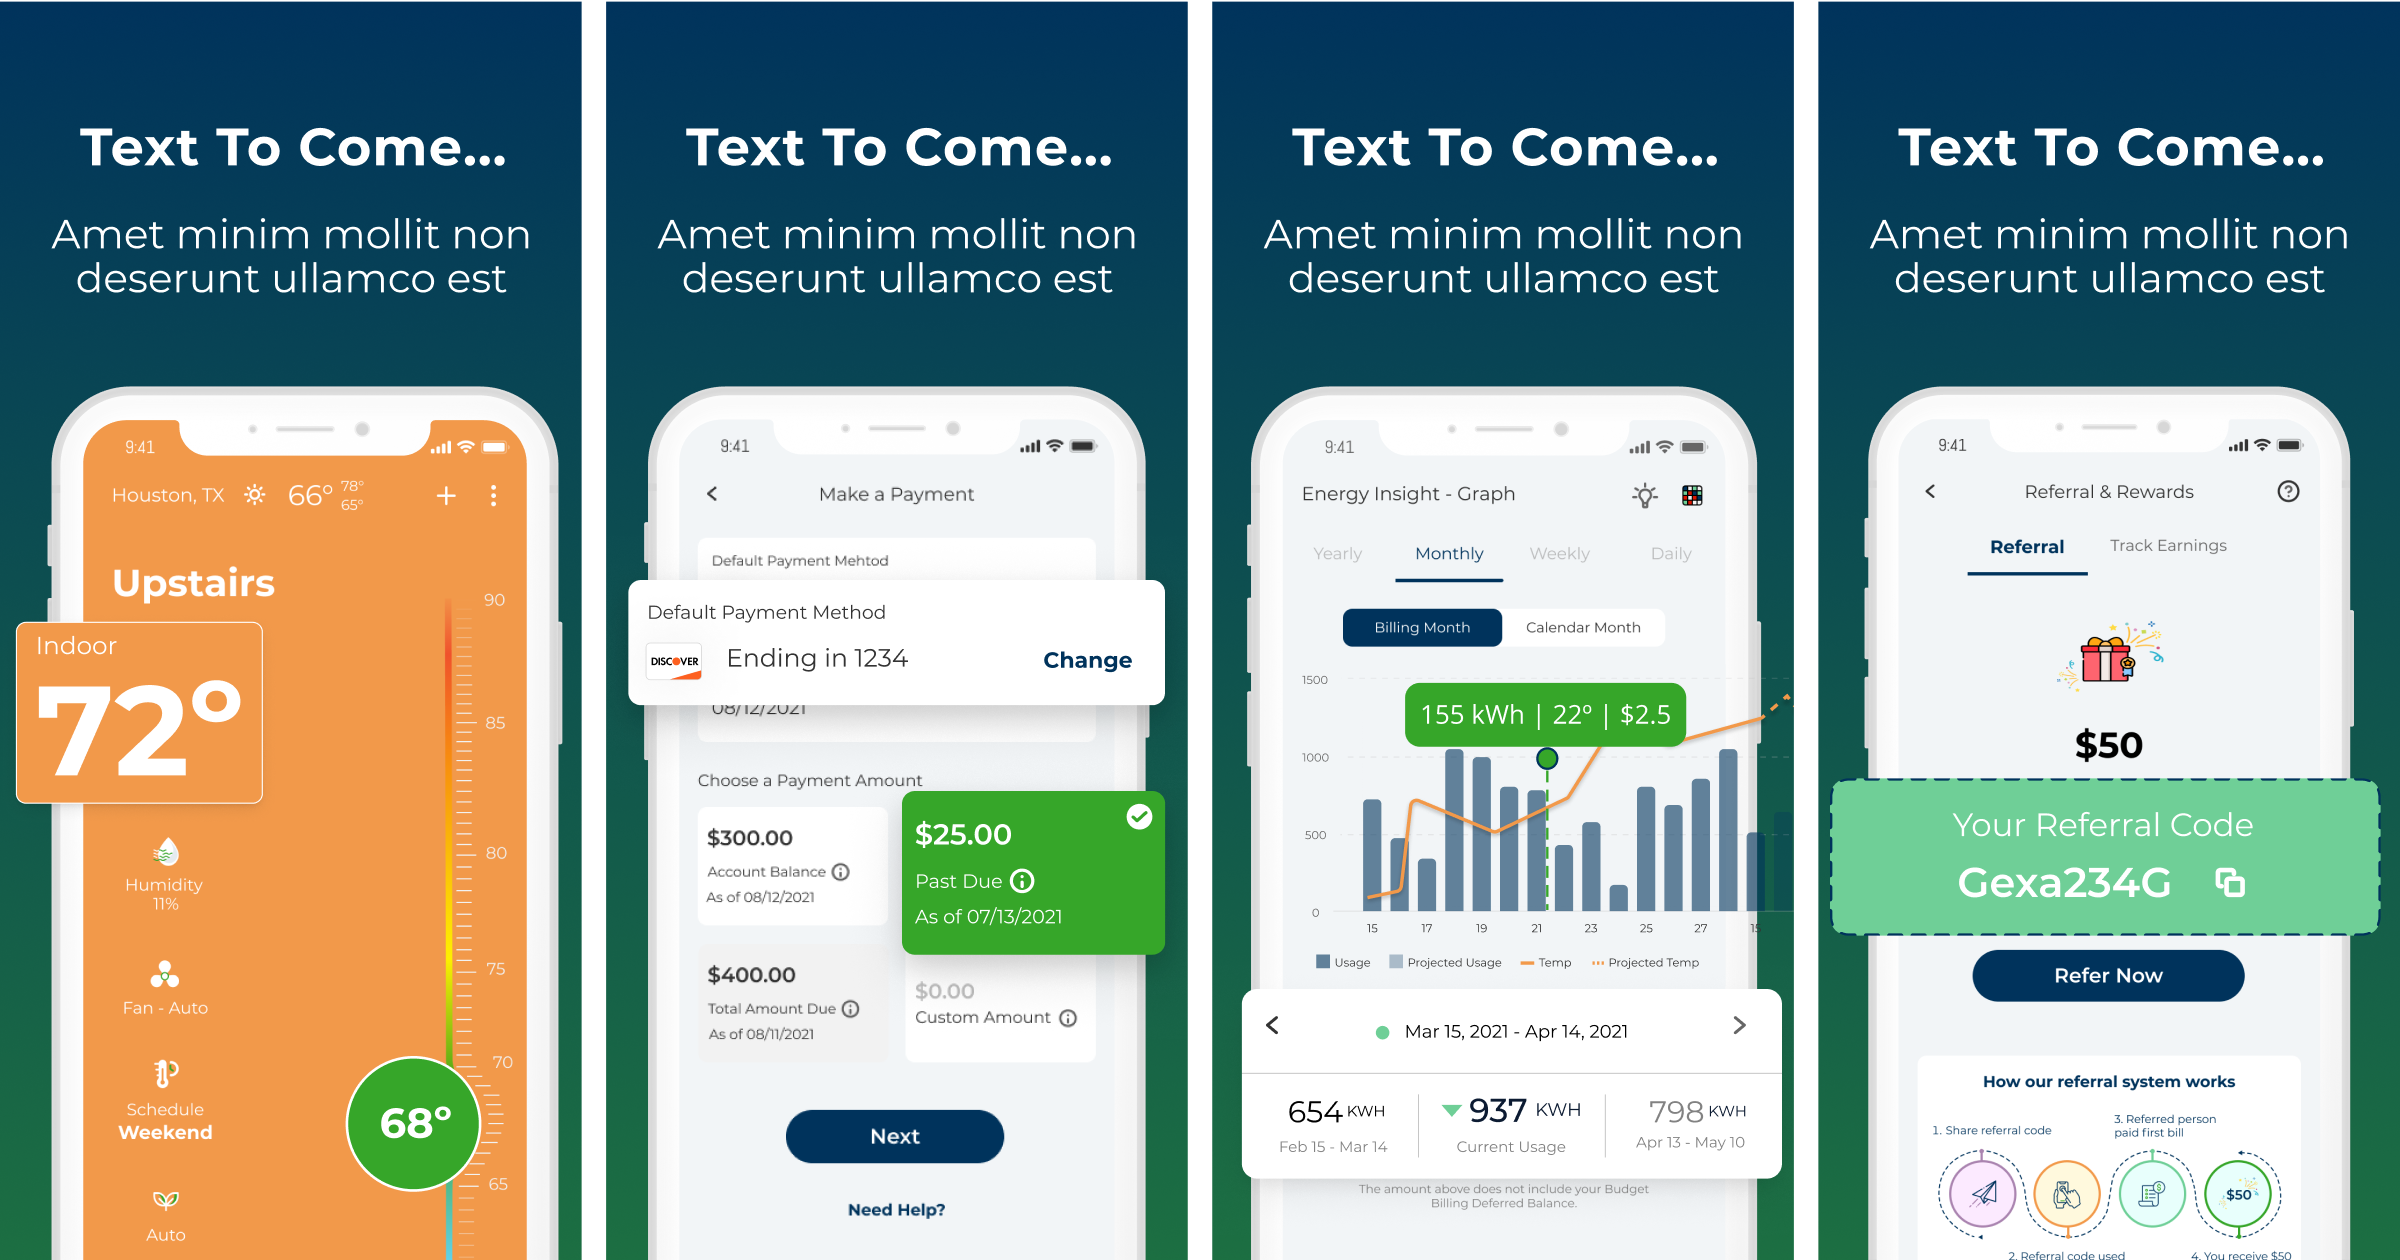 Text To Come...
Amet minim mollit non
deserunt ullamco est
9:41
Houston, TX 66° 78°
65°
Upstairs
Indoor
72°
Humidity
11%
Fan - Auto
Schedule
Weekend
Auto
90
85
80
75
70
68°
65
Text To Come...
Amet minim mollit non
deserunt ullamco est
9:41
Make a Payment
Default Payment Mehtod
Default Payment Method
DISCOVER Ending in 1234 Change
08/12/2021
Choose a Payment Amount
$300.00
Account Balance
As of 08/12/2021
$25.00
Past Due
As of 07/13/2021
$400.00
Total Amount Due
As of 08/11/2021
$0.00
Custom Amount
Next
Need Help?
Text To Come...
Amet minim mollit non
deserunt ullamco est
9:41
Energy Insight - Graph
Yearly Monthly Weekly Daily
Billing Month Calendar Month
1500
155 kWh | 22° | $2.5
1000
500
0
15 17 19 21 23 25 27 15
Usage Projected Usage Temp Projected Temp
Mar 15, 2021 - Apr 14, 2021
654 KWH 937 KWH 798 KWH
Feb 15 - Mar 14 Current Usage Apr 13 - May 10
The amount above does not include your Budget
Billing Deferred Balance.
Text To Come...
Amet minim mollit non
deserunt ullamco est
9:41
Referral & Rewards
Referral Track Earnings
$50
Your Referral Code
Gexa234G
Refer Now
How our referral system works
1. Share referral code
3. Referred person
paid first bill
$50
2. Referral code used
4. You receive $50